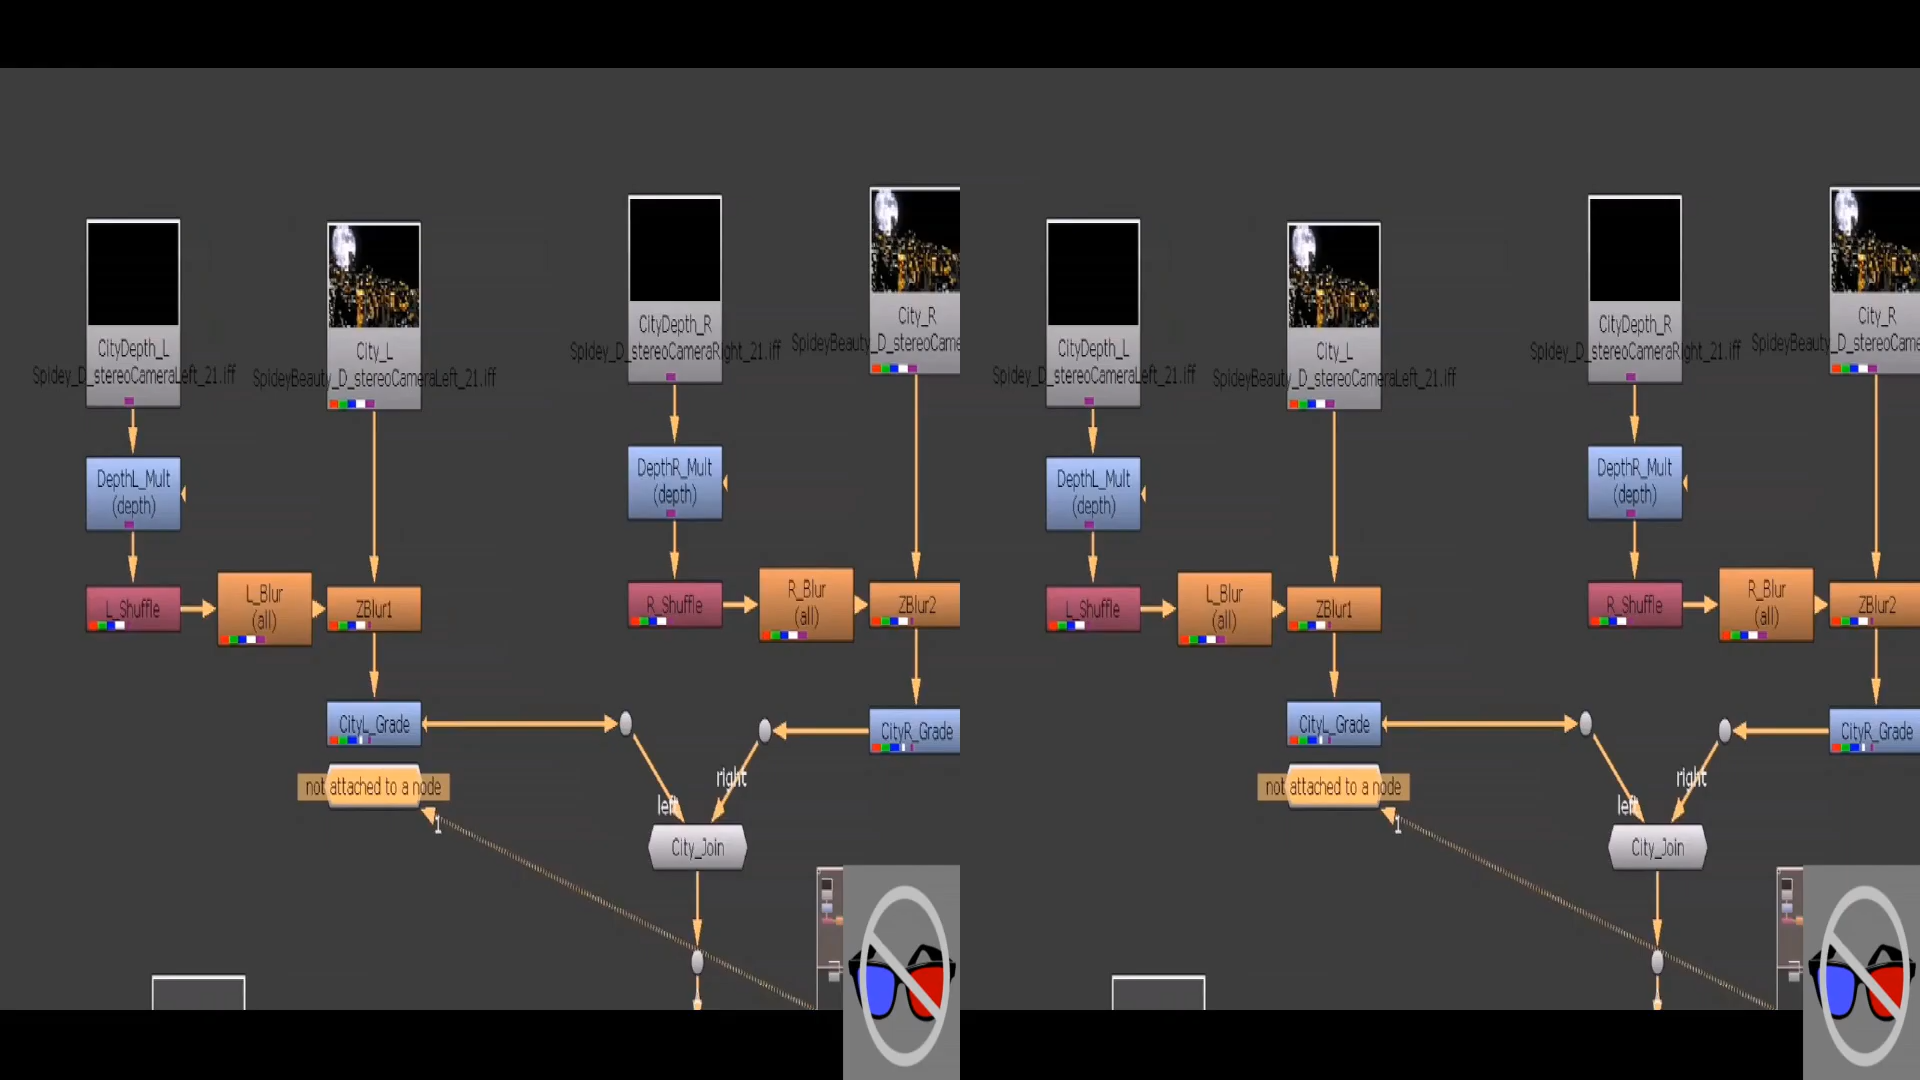 CityDepth_L
Spidey_D_stereoCameraLeft_21.iff
City_L
SpideyBeauty_D_stereoCameraLeft_21.iff
CityDepth_R
Spidey_D_stereoCameraRight_21.iff
City_R
SpideyBeauty_D_stereoCame
DepthL_Mult
(depth)
DepthR_Mult
(depth)
L_Shuffle
L_Blur
(all)
ZBlur1
R_Shuffle
R_Blur
(all)
ZBlur2
CityL_Grade
CityR_Grade
not attached to a node
1
left
right
City_Join
CityDepth_L
Spidey_D_stereoCameraLeft_21.iff
City_L
SpideyBeauty_D_stereoCameraLeft_21.iff
CityDepth_R
Spidey_D_stereoCameraRight_21.iff
City_R
SpideyBeauty_D_stereoCame
DepthL_Mult
(depth)
DepthR_Mult
(depth)
L_Shuffle
L_Blur
(all)
ZBlur1
R_Shuffle
R_Blur
(all)
ZBlur2
CityL_Grade
CityR_Grade
not attached to a node
1
left
right
City_Join